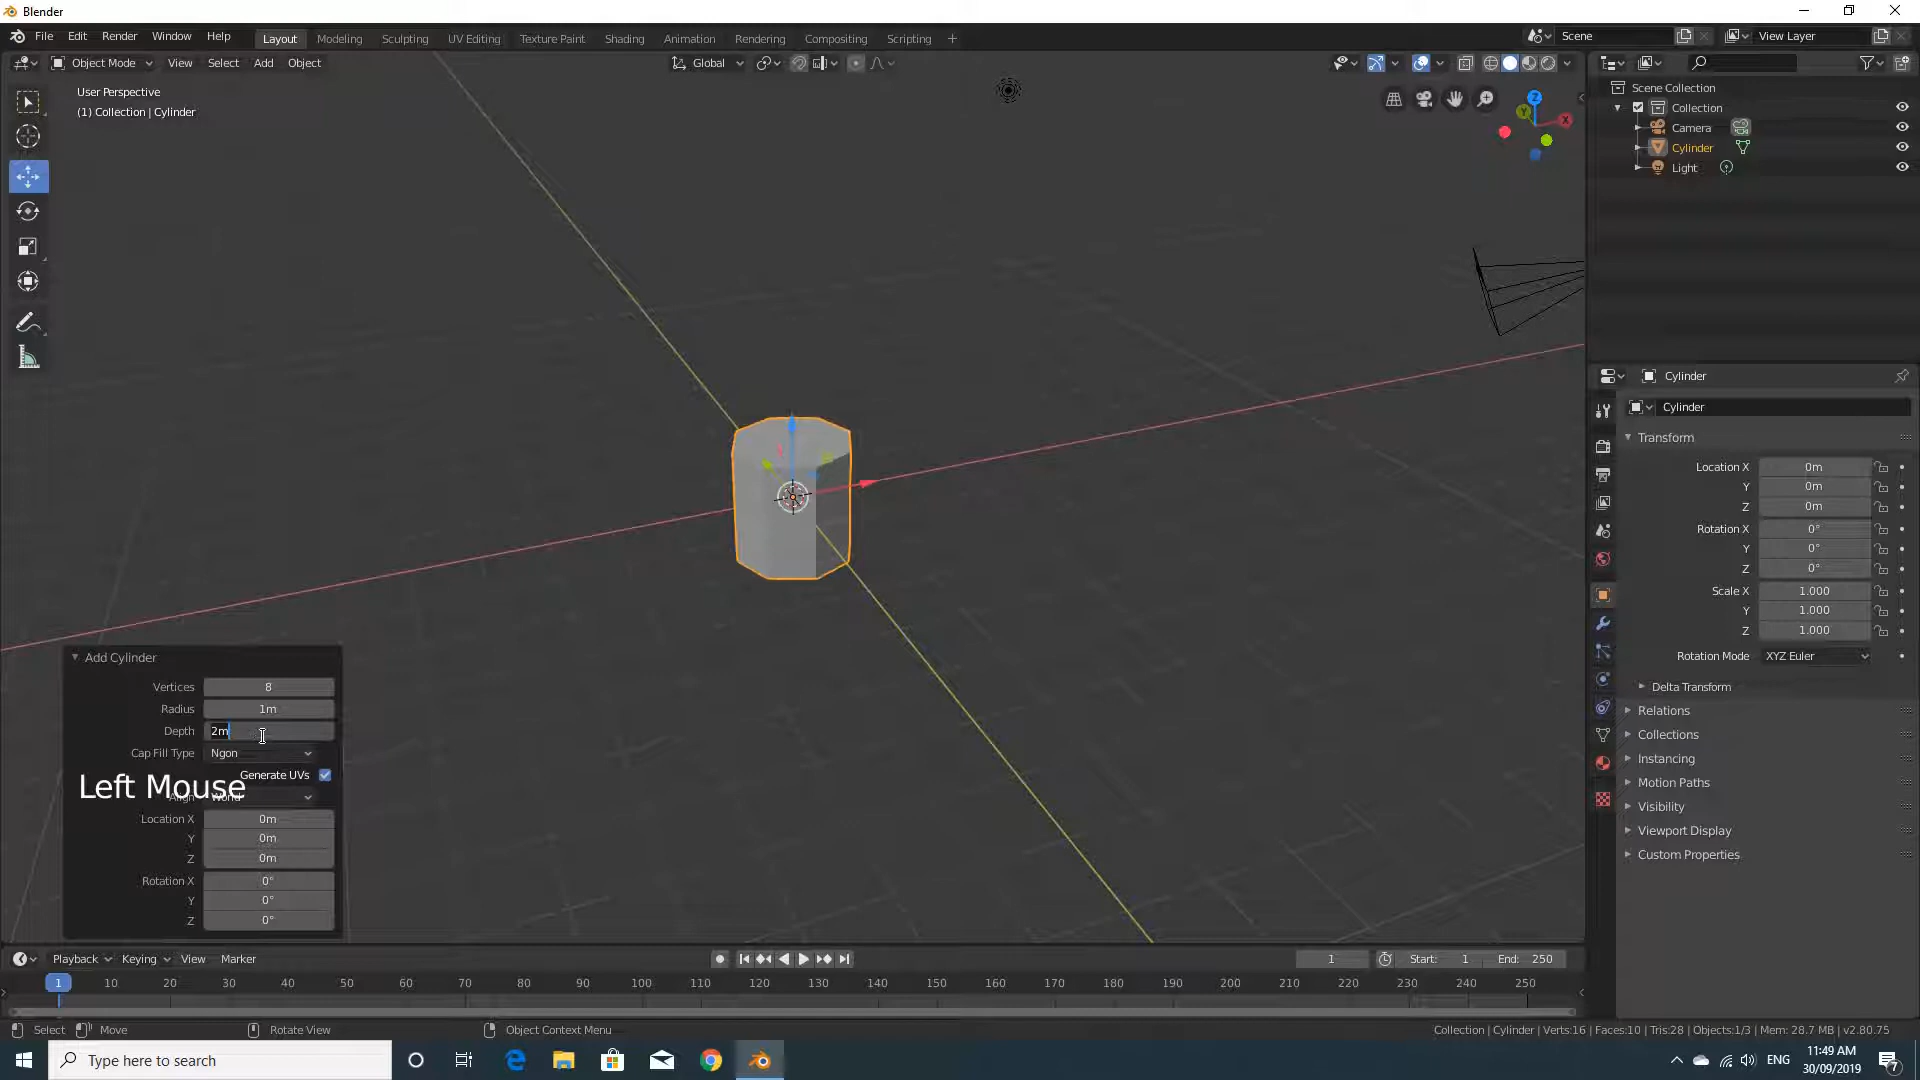 Blender
File Edit Render Window Help Layout Modeling Sculpting UV Editing Texture Paint Shading Animation Rendering Compositing Scripting + Scene View Layer
Object Mode View Select Add Object Global
User Perspective
(1) Collection | Cylinder
Z
Y
X
Scene Collection
Collection
Camera
Cylinder
Light
Cylinder
Cylinder
Transform
Location X 0m
Y 0m
Z 0m
Rotation X 0°
Y 0°
Z 0°
Scale X 1.000
Y 1.000
Z 1.000
Rotation Mode XYZ Euler
Delta Transform
Relations
Collections
Instancing
Motion Paths
Visibility
Viewport Display
Custom Properties
Add Cylinder
Vertices 8
Radius 1m
Depth 2m
Cap Fill Type Ngon
Generate UVs
Left Mouse
Align World
Location X 0m
Y 0m
Z 0m
Rotation X 0°
Y 0°
Z 0°
Playback Keying View Marker 1 Start: 1 End: 250
1 10 20 30 40 50 60 70 80 90 100 110 120 130 140 150 160 170 180 190 200 210 220 230 240 250
Select Move Rotate View Object Context Menu Collection | Cylinder | Verts:16 | Faces:10 | Tris:28 | Objects:1/3 | Mem: 28.7 MB | v2.80.75
Type here to search
ENG
11:49 AM
30/09/2019
7